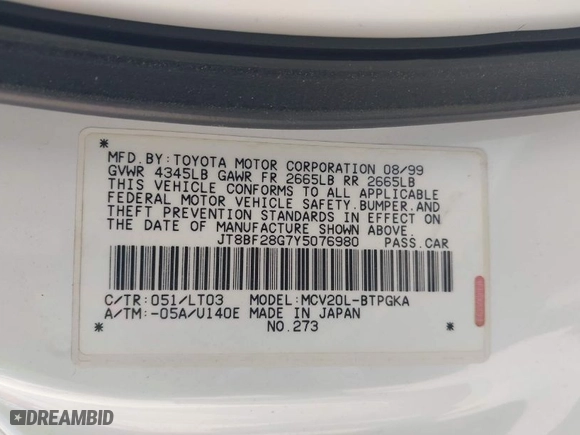 MFD.BY:TOYOTA MOTOR CORPORATION 08/99
GVWR 4345LB GAWR FR 2665LB RR 2665LB
THIS VEHICLE CONFORMS TO ALL APPLICABLE
FEDERAL MOTOR VEHICLE SAFETY,BUMPER,AND
THEFT PREVENTION STANDARDS IN EFFECT ON
THE DATE OF MANUFACTURE SHOWN ABOVE.
JT8BF28G7Y5076980 PASS.CAR
C/TR:051/LT03 MODEL:MCV20L-BTPGKA
A/TM:-05A/U140E MADE IN JAPAN
NO.273
DREAMBID